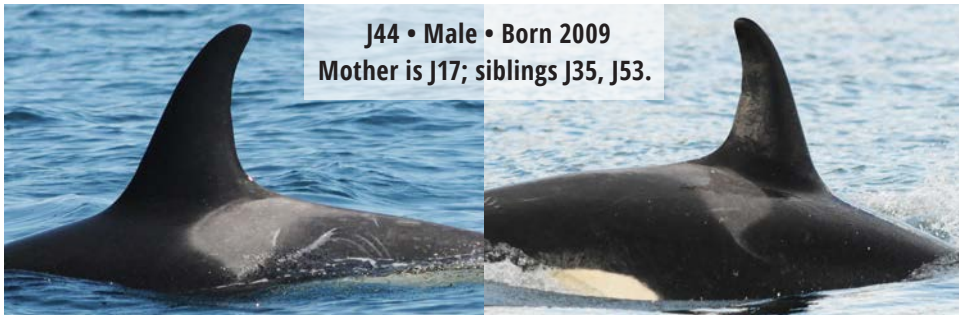 J44 • Male • Born 2009
Mother is J17; siblings J35, J53.